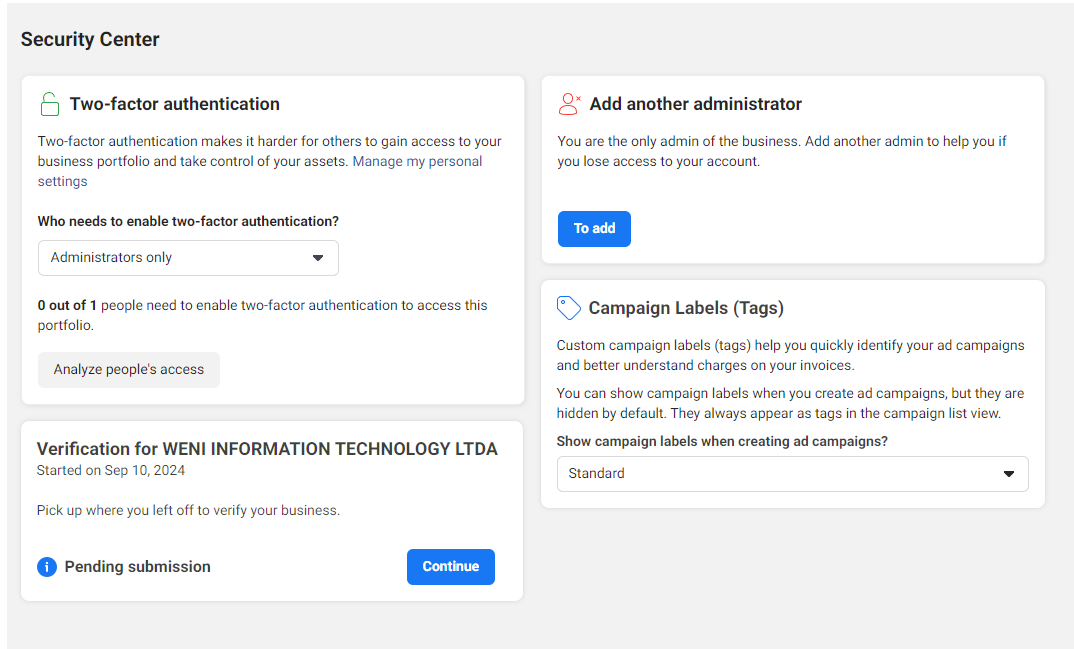 Security Center
Two-factor authentication
Two-factor authentication makes it harder for others to gain access to your
business portfolio and take control of your assets. Manage my personal
settings
Who needs to enable two-factor authentication?
Administrators only
0 out of 1 people need to enable two-factor authentication to access this
portfolio.
Analyze people's access
Verification for WENI INFORMATION TECHNOLOGY LTDA
Started on Sep 10, 2024
Pick up where you left off to verify your business.
Pending submission
Continue
Add another administrator
You are the only admin of the business. Add another admin to help you if
you lose access to your account.
To add
Campaign Labels (Tags)
Custom campaign labels (tags) help you quickly identify your ad campaigns
and better understand charges on your invoices.
You can show campaign labels when you create ad campaigns, but they are
hidden by default. They always appear as tags in the campaign list view.
Show campaign labels when creating ad campaigns?
Standard